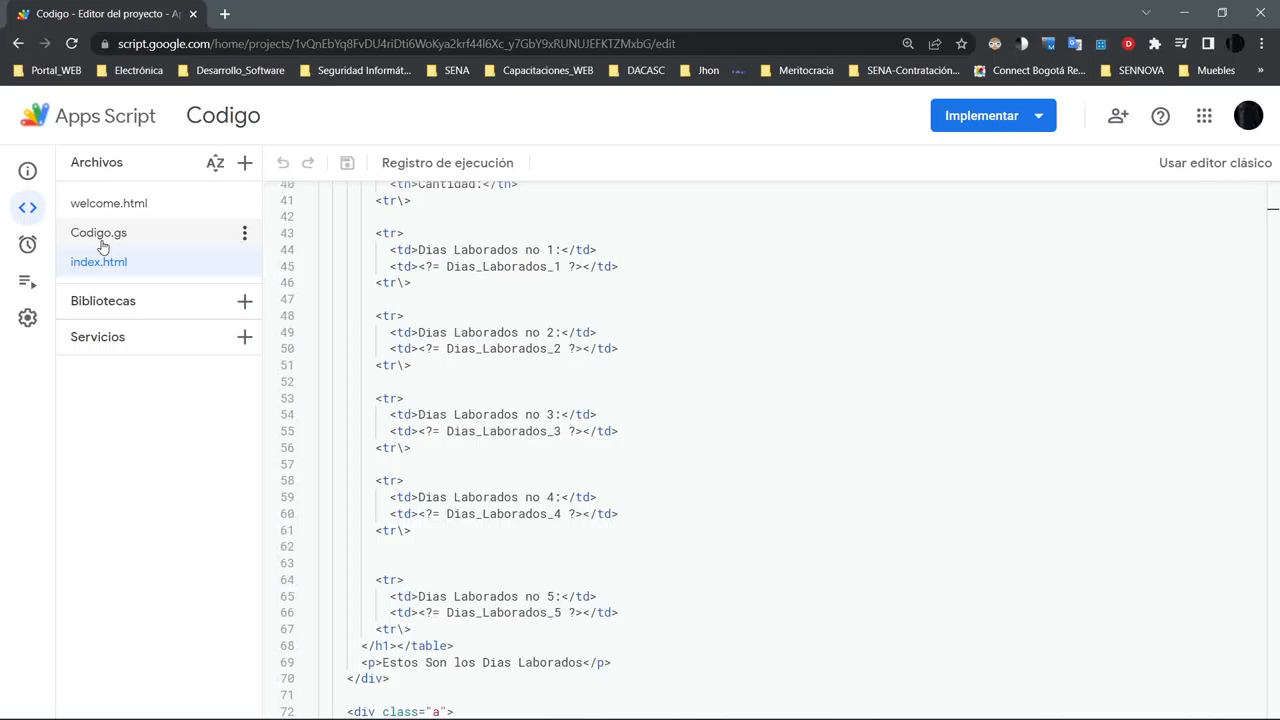 Codigo - Editor del proyecto - Ap
script.google.com/home/projects/1vQnEbYq8FvDU4riDti6WoKya2krf44l6Xc_y7GbY9xRUNUJEFKTZMxbG/edit
Portal_WEB
Electrónica
Desarrollo_Software
Seguridad Informát...
SENA
Capacitaciones_WEB
DACASC
Jhon
Meritocracia
SENA-Contratación...
Connect Bogotá Re...
SENNOVA
Muebles
»
Apps Script
Codigo
Implementar
Archivos
AZ
Registro de ejecución
Usar editor clásico
welcome.html
Codigo.gs
index.html
Bibliotecas
Servicios
40 <th>Cantidad:</th>
41 <tr\>
42
43 <tr>
44 <td>Dias Laborados no 1:</td>
45 <td><?= Dias_Laborados_1 ?></td>
46 <tr\>
47
48 <tr>
49 <td>Dias Laborados no 2:</td>
50 <td><?= Dias_Laborados_2 ?></td>
51 <tr\>
52
53 <tr>
54 <td>Dias Laborados no 3:</td>
55 <td><?= Dias_Laborados_3 ?></td>
56 <tr\>
57
58 <tr>
59 <td>Dias Laborados no 4:</td>
60 <td><?= Dias_Laborados_4 ?></td>
61 <tr\>
62
63
64 <tr>
65 <td>Dias Laborados no 5:</td>
66 <td><?= Dias_Laborados_5 ?></td>
67 <tr\>
68 </h1></table>
69 <p>Estos Son los Dias Laborados</p>
70 </div>
71
72 <div class="a">